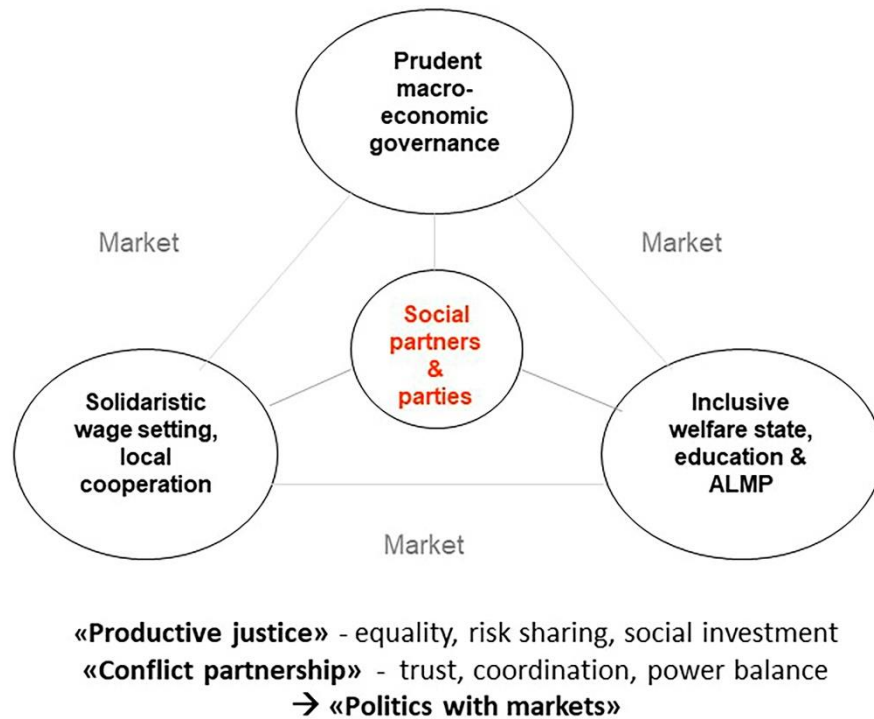 Prudent
macro-
economic
governance
Market
Market
Social
partners
&
parties
Solidaristic
wage setting,
local
cooperation
Inclusive
welfare state,
education &
ALMP
Market
«Productive justice» - equality, risk sharing, social investment
«Conflict partnership» - trust, coordination, power balance
→ «Politics with markets»